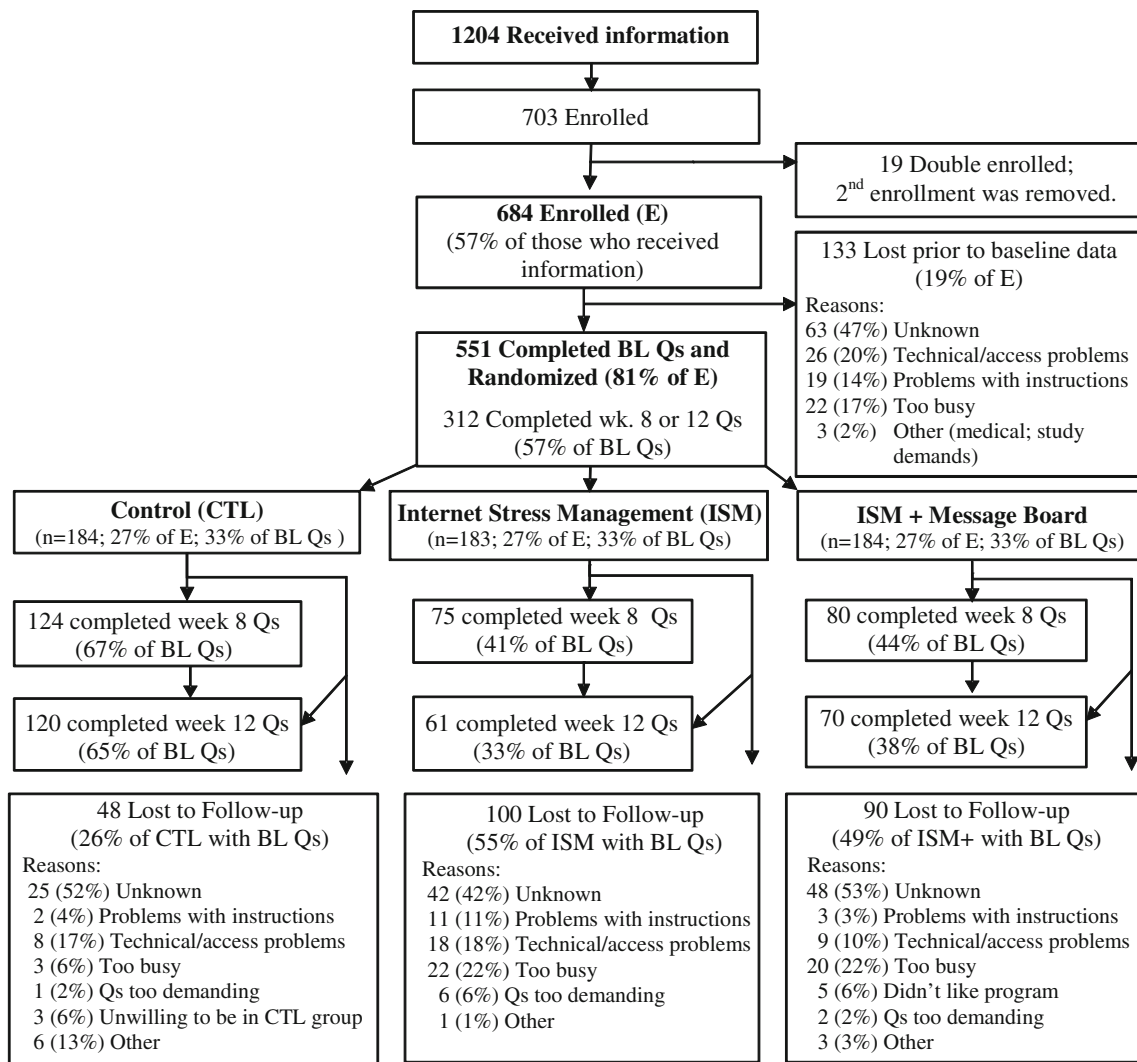 1204 Received information
703 Enrolled
19 Double enrolled;
2nd enrollment was removed.
684 Enrolled (E)
(57% of those who received
information)
133 Lost prior to baseline data
(19% of E)
Reasons:
63 (47%) Unknown
26 (20%) Technical/access problems
19 (14%) Problems with instructions
22 (17%) Too busy
3 (2%) Other (medical; study
demands)
551 Completed BL Qs and
Randomized (81% of E)
312 Completed wk. 8 or 12 Qs
(57% of BL Qs)
Control (CTL)
(n=184; 27% of E; 33% of BL Qs )
124 completed week 8 Qs
(67% of BL Qs)
120 completed week 12 Qs
(65% of BL Qs)
48 Lost to Follow-up
(26% of CTL with BL Qs)
Reasons:
25 (52%) Unknown
2 (4%) Problems with instructions
8 (17%) Technical/access problems
3 (6%) Too busy
1 (2%) Qs too demanding
3 (6%) Unwilling to be in CTL group
6 (13%) Other
Internet Stress Management (ISM)
(n=183; 27% of E; 33% of BL Qs)
75 completed week 8 Qs
(41% of BL Qs)
61 completed week 12 Qs
(33% of BL Qs)
100 Lost to Follow-up
(55% of ISM with BL Qs)
Reasons:
42 (42%) Unknown
11 (11%) Problems with instructions
18 (18%) Technical/access problems
22 (22%) Too busy
6 (6%) Qs too demanding
1 (1%) Other
ISM + Message Board
(n=184; 27% of E; 33% of BL Qs)
80 completed week 8 Qs
(44% of BL Qs)
70 completed week 12 Qs
(38% of BL Qs)
90 Lost to Follow-up
(49% of ISM+ with BL Qs)
Reasons:
48 (53%) Unknown
3 (3%) Problems with instructions
9 (10%) Technical/access problems
20 (22%) Too busy
5 (6%) Didn't like program
2 (2%) Qs too demanding
3 (3%) Other